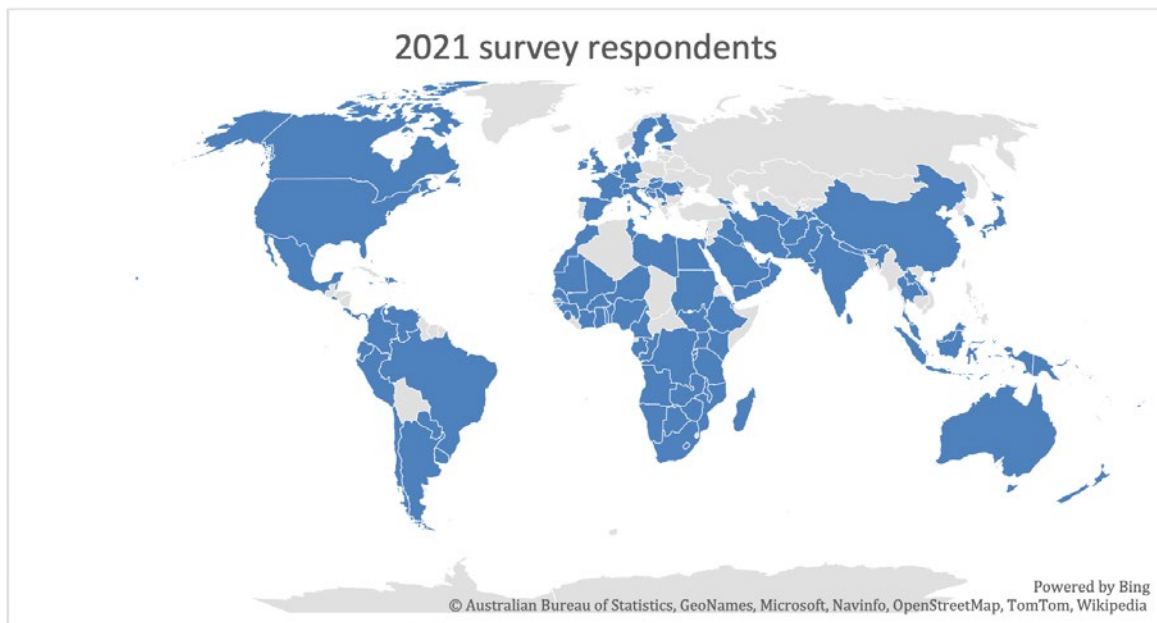 2021 survey respondents
Powered by Bing
© Australian Bureau of Statistics, GeoNames, Microsoft, Navinfo, OpenStreetMap, TomTom, Wikipedia